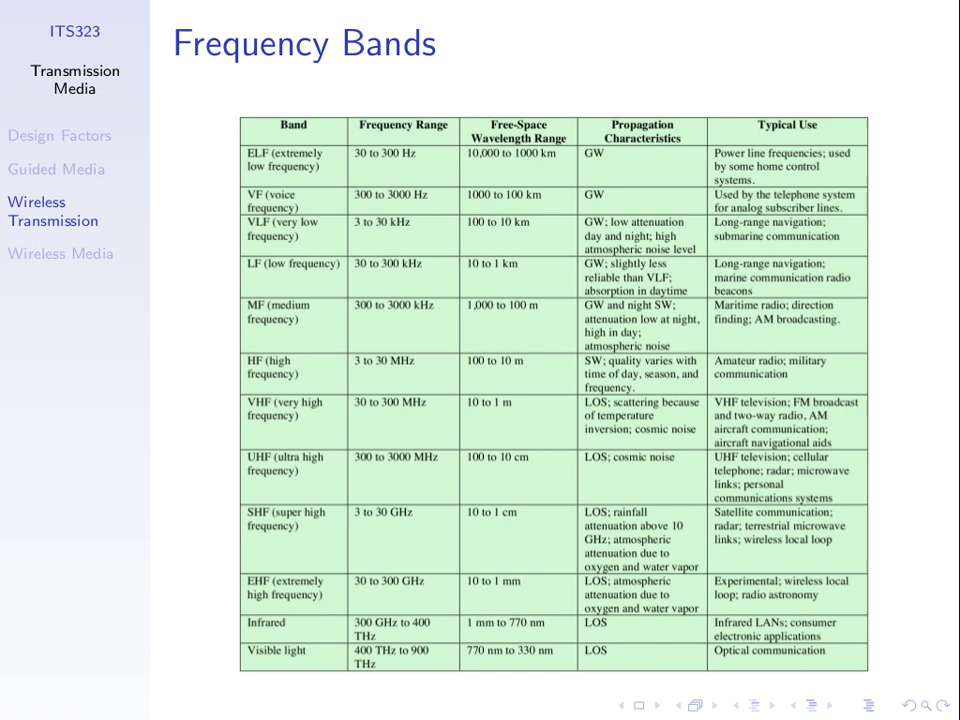 ITS323
Transmission
Media
Design Factors
Guided Media
Wireless
Transmission
Wireless Media
Frequency Bands
Band Frequency Range Free-Space Wavelength Range Propagation Characteristics Typical Use
ELF (extremely low frequency) 30 to 300 Hz 10,000 to 1000 km GW Power line frequencies; used by some home control systems.
VF (voice frequency) 300 to 3000 Hz 1000 to 100 km GW Used by the telephone system for analog subscriber lines.
VLF (very low frequency) 3 to 30 kHz 100 to 10 km GW; low attenuation day and night; high atmospheric noise level Long-range navigation; submarine communication
LF (low frequency) 30 to 300 kHz 10 to 1 km GW; slightly less reliable than VLF; absorption in daytime Long-range navigation; marine communication radio beacons
MF (medium frequency) 300 to 3000 kHz 1,000 to 100 m GW and night SW; attenuation low at night, high in day; atmospheric noise Maritime radio; direction finding; AM broadcasting.
HF (high frequency) 3 to 30 MHz 100 to 10 m SW; quality varies with time of day, season, and frequency. Amateur radio; military communication
VHF (very high frequency) 30 to 300 MHz 10 to 1 m LOS; scattering because of temperature inversion; cosmic noise VHF television; FM broadcast and two-way radio, AM aircraft communication; aircraft navigational aids
UHF (ultra high frequency) 300 to 3000 MHz 100 to 10 cm LOS; cosmic noise UHF television; cellular telephone; radar; microwave links; personal communications systems
SHF (super high frequency) 3 to 30 GHz 10 to 1 cm LOS; rainfall attenuation above 10 GHz; atmospheric attenuation due to oxygen and water vapor Satellite communication; radar; terrestrial microwave links; wireless local loop
EHF (extremely high frequency) 30 to 300 GHz 10 to 1 mm LOS; atmospheric attenuation due to oxygen and water vapor Experimental; wireless local loop; radio astronomy
Infrared 300 GHz to 400 THz 1 mm to 770 nm LOS Infrared LANs; consumer electronic applications
Visible light 400 THz to 900 THz 770 nm to 330 nm LOS Optical communication